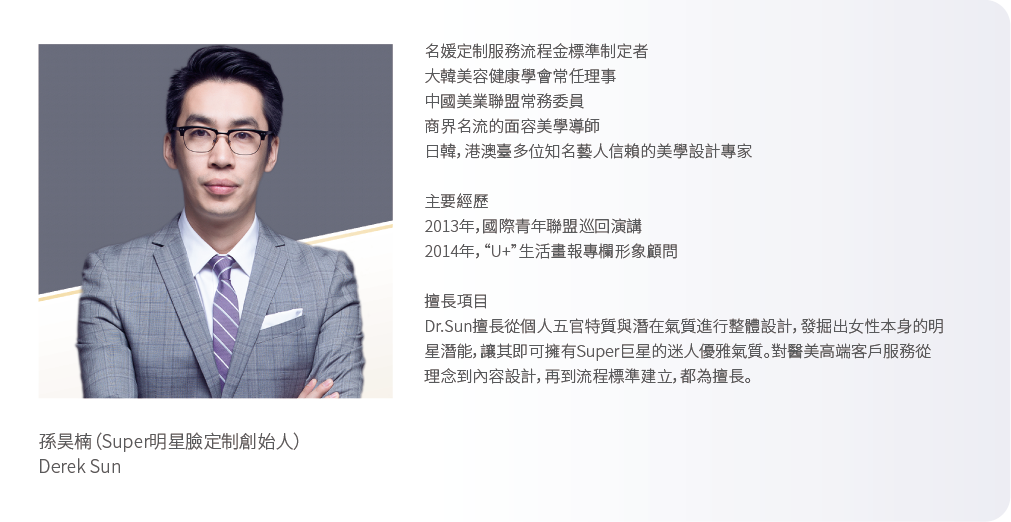 名媛定制服務流程金標準制定者
大韓美容健康學會常任理事
中國美業聯盟常務委員
商界名流的面容美學導師
日韓，港澳臺多位知名藝人信賴的美學設計專家
主要經歷
2013年，國際青年聯盟巡回演講
2014年，“U+”生活畫報專欄形象顧問
擅長項目
Dr.Sun擅長從個人五官特質與潛在氣質進行整體設計，發掘出女性本身的明
星潛能，讓其即可擁有Super巨星的迷人優雅氣質。對醫美高端客戶服務從
理念到內容設計，再到流程標準建立，都為擅長。
孫昊楠（Super明星臉定制創始人）
Derek Sun